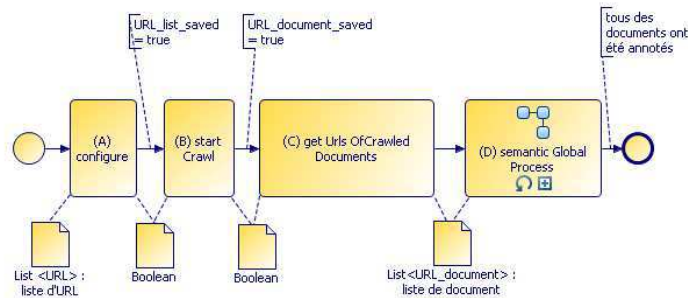 URL_list_saved
= true
URL_document_saved
= true
tous des
documents ont
été annotés
(A)
configure
(B) start
Crawl
(C) get Urls OfCrawled
Documents
(D) semantic Global
Process
List <URL> :
liste d'URL
Boolean
Boolean
List<URL_document> :
liste de document